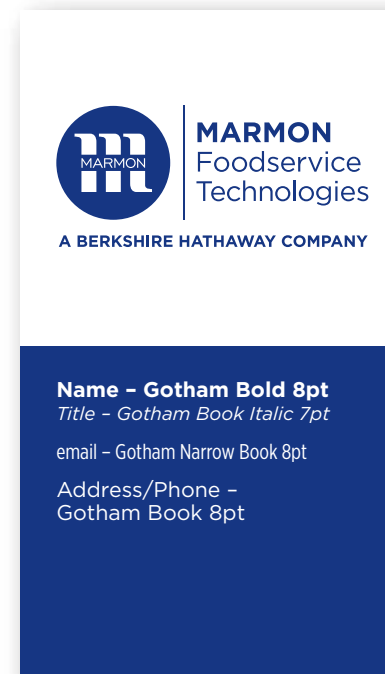 MARMON
MARMON
Foodservice
Technologies
A BERKSHIRE HATHAWAY COMPANY
Name – Gotham Bold 8pt
Title – Gotham Book Italic 7pt
email – Gotham Narrow Book 8pt
Address/Phone –
Gotham Book 8pt